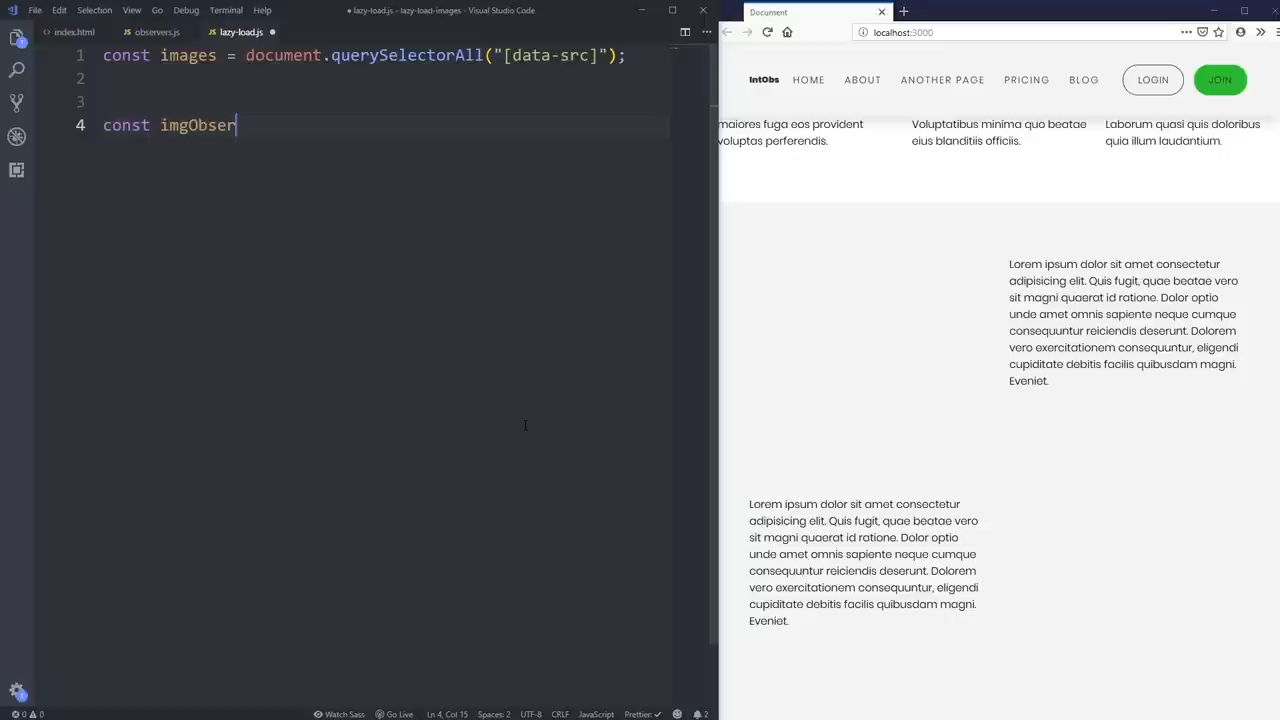 File Edit Selection View Go Debug Terminal Help
● lazy-load.js - lazy-load-images - Visual Studio Code
index.html
JS observers.js
JS lazy-load.js ●
1 const images = document.querySelectorAll("[data-src]");
2
3
4 const imgObser
Ln 4, Col 15 Spaces: 2 UTF-8 CRLF JavaScript Prettier: ✓ 2
0 0 Watch Sass Go Live
Document
localhost:3000
IntObs HOME ABOUT ANOTHER PAGE PRICING BLOG LOGIN JOIN
maiores fuga eos provident
voluptas perferendis.
Voluptatibus minima quo beatae
eius blanditiis officiis.
Laborum quasi quis doloribus
quia illum laudantium.
Lorem ipsum dolor sit amet consectetur
adipisicing elit. Quis fugit, quae beatae vero
sit magni quaerat id ratione. Dolor optio
unde amet omnis sapiente neque cumque
consequuntur reiciendis deserunt. Dolorem
vero exercitationem consequuntur, eligendi
cupiditate debitis facilis quibusdam magni.
Eveniet.
Lorem ipsum dolor sit amet consectetur
adipisicing elit. Quis fugit, quae beatae vero
sit magni quaerat id ratione. Dolor optio
unde amet omnis sapiente neque cumque
consequuntur reiciendis deserunt. Dolorem
vero exercitationem consequuntur, eligendi
cupiditate debitis facilis quibusdam magni.
Eveniet.